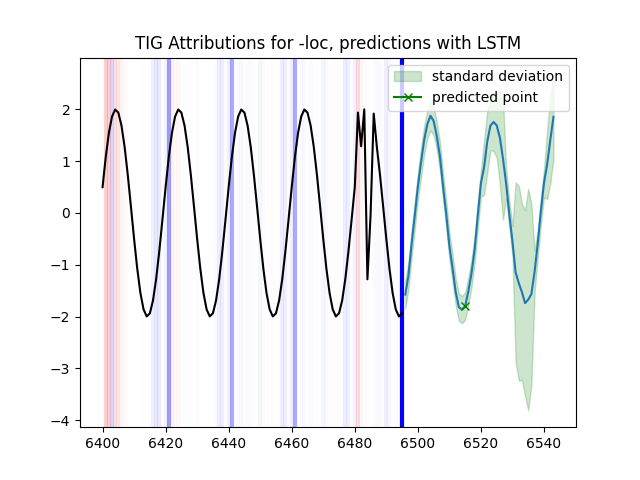 TIG Attributions for -loc, predictions with LSTM
standard deviation
predicted point
2
1
0
−1
−2
−3
−4
6400 6420 6440 6460 6480 6500 6520 6540